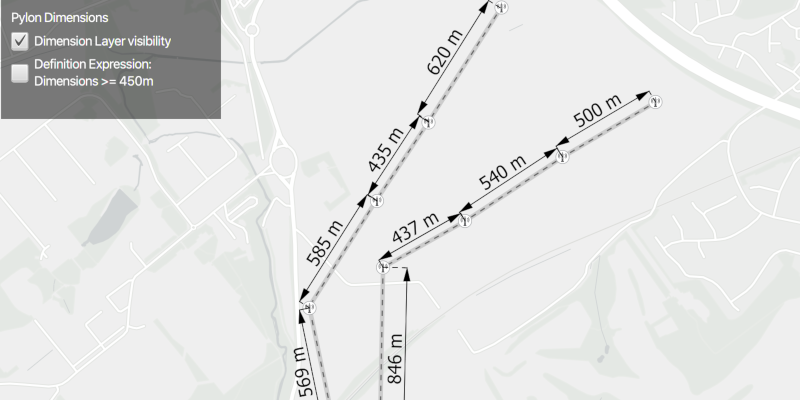 Pylon Dimensions
Dimension Layer visibility
Definition Expression:
Dimensions >= 450m
620 m
435 m
500 m
540 m
585 m
437 m
569 m
846 m